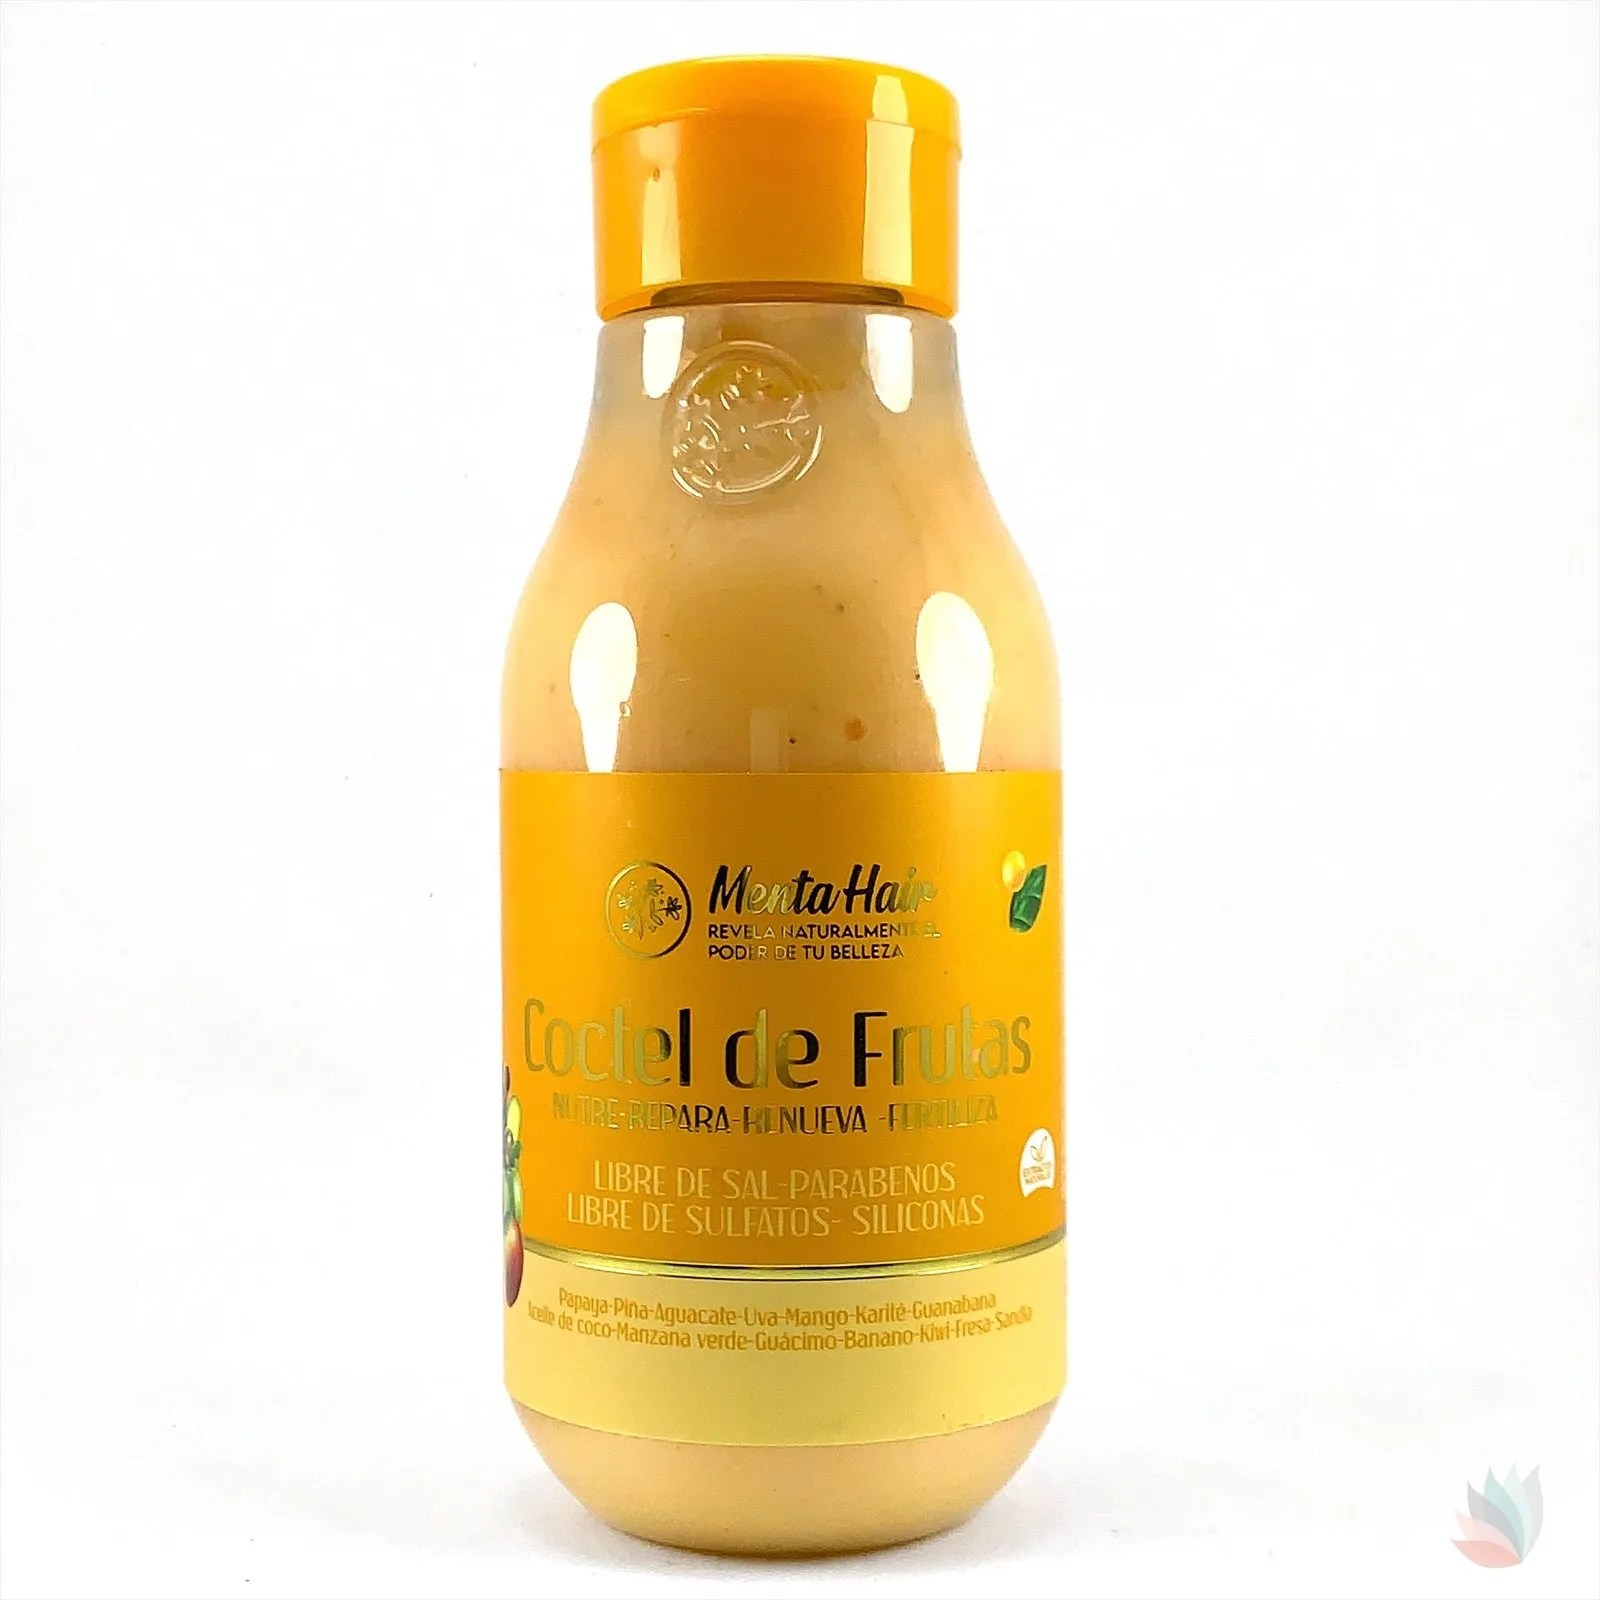 Menta Hair
REVELA NATURALMENTE EL
PODER DE TU BELLEZA
Coctel de Frutas
NUTRE-REPARA-RENUEVA -FERTILIZA
EXTRACTOS
NATURALES
LIBRE DE SAL-PARABENOS
LIBRE DE SULFATOS- SILICONAS
Papaya-Piña-Aguacate-Uva-Mango-Karité-Guanabana
Aceite de coco-Manzana verde-Guácimo-Banano-Kiwi-Fresa-Sandia